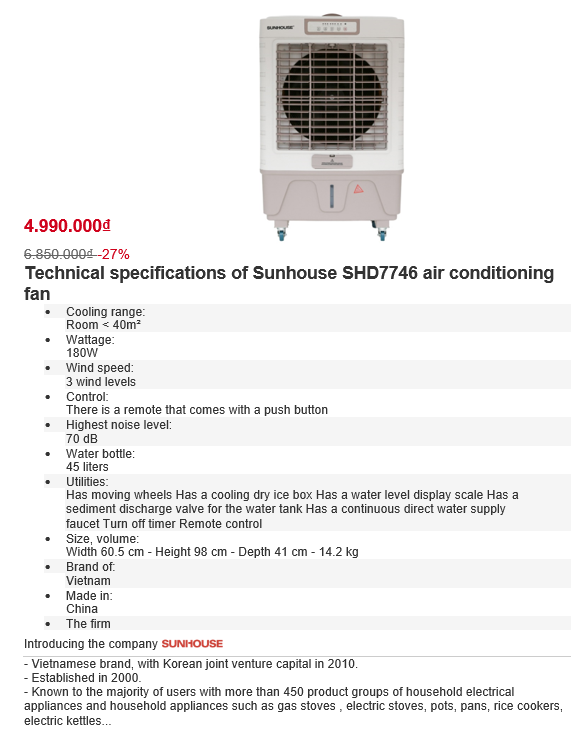 SUNHOUSE
4.990.000₫
6.850.000₫ -27%
Technical specifications of Sunhouse SHD7746 air conditioning
fan
• Cooling range:
Room < 40m²
• Wattage:
180W
• Wind speed:
3 wind levels
• Control:
There is a remote that comes with a push button
• Highest noise level:
70 dB
• Water bottle:
45 liters
• Utilities:
Has moving wheels Has a cooling dry ice box Has a water level display scale Has a
sediment discharge valve for the water tank Has a continuous direct water supply
faucet Turn off timer Remote control
• Size, volume:
Width 60.5 cm - Height 98 cm - Depth 41 cm - 14.2 kg
• Brand of:
Vietnam
• Made in:
China
• The firm
Introducing the company SUNHOUSE
- Vietnamese brand, with Korean joint venture capital in 2010.
- Established in 2000.
- Known to the majority of users with more than 450 product groups of household electrical
appliances and household appliances such as gas stoves , electric stoves, pots, pans, rice cookers,
electric kettles...